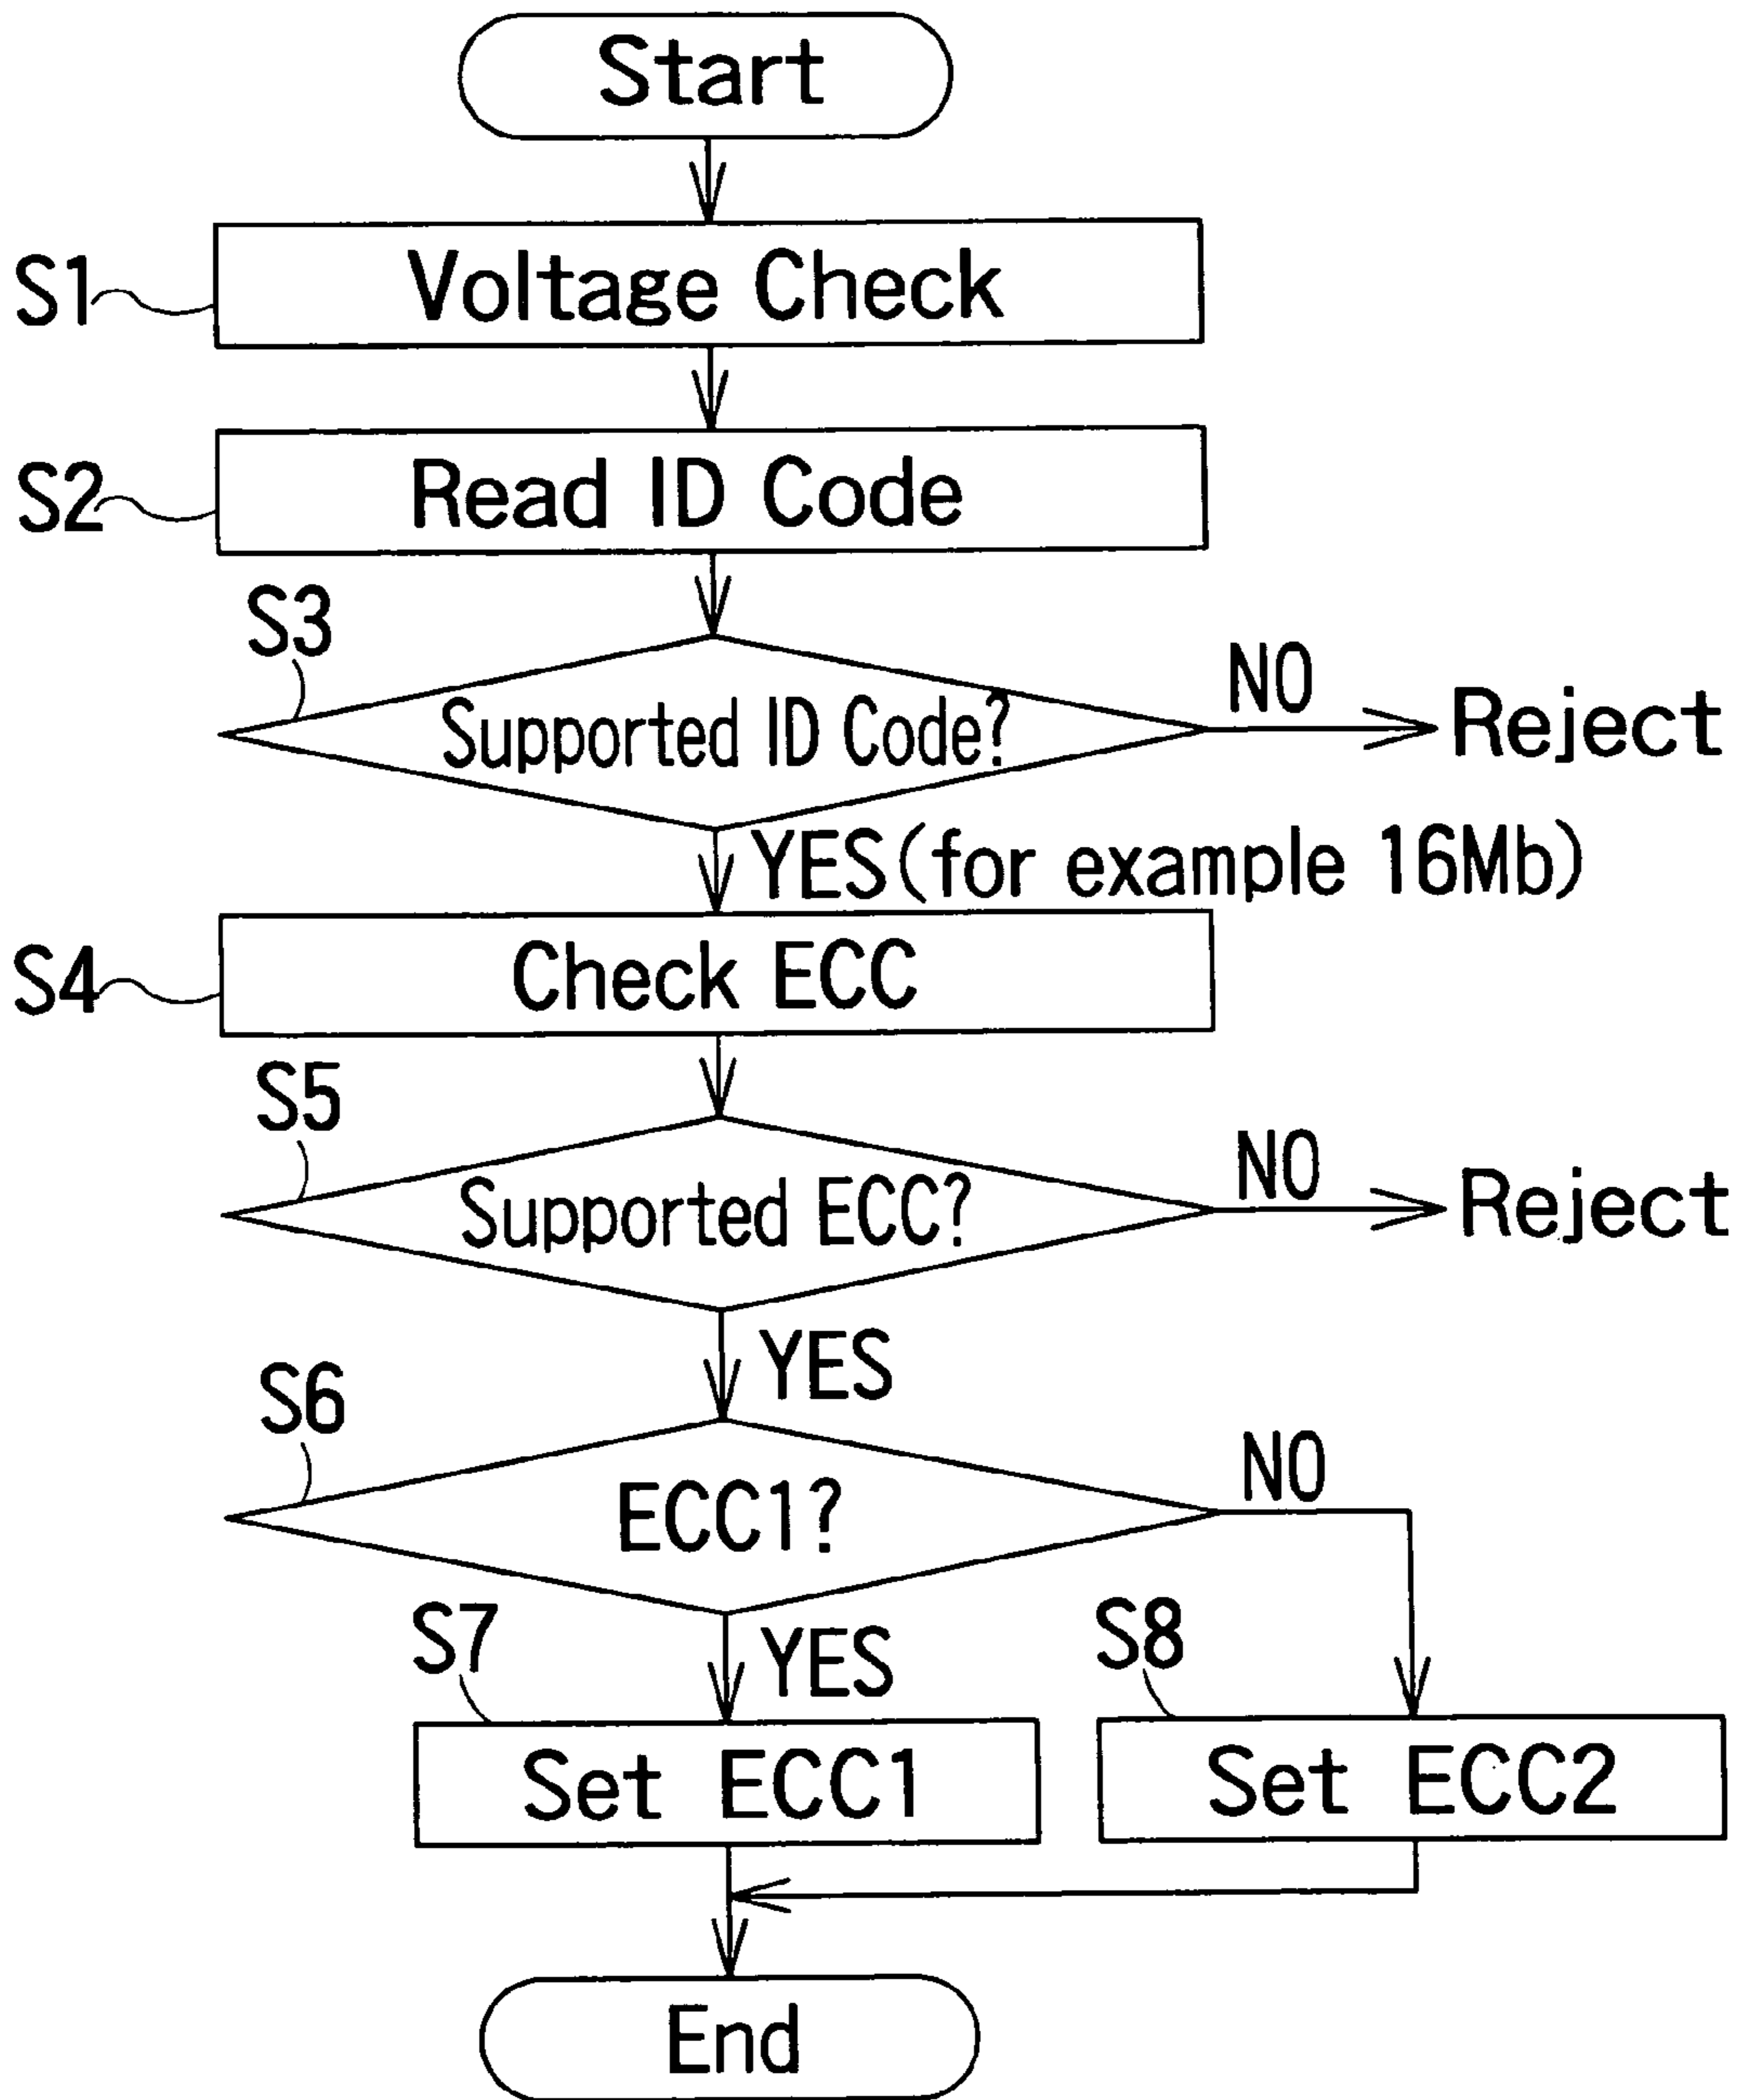 Start
S1
Voltage Check
S2
Read ID Code
S3
Supported ID Code?
NO
Reject
YES(for example 16Mb)
S4
Check ECC
S5
Supported ECC?
NO
Reject
YES
S6
ECC1?
NO
S7
YES
S8
Set ECC1
Set ECC2
End